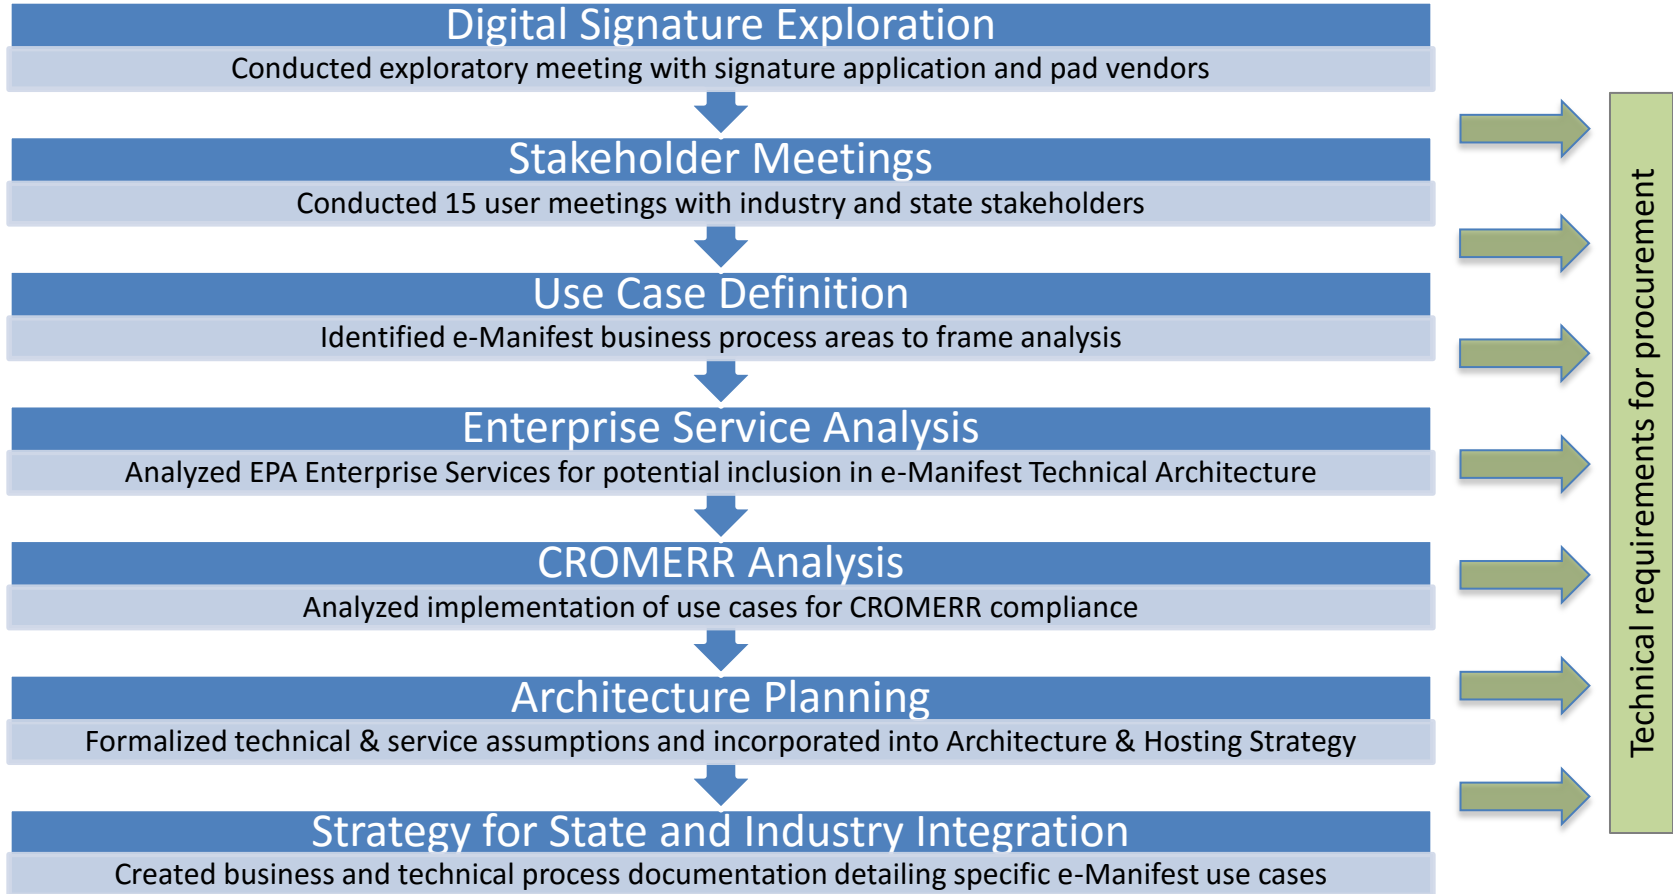 Digital Signature Exploration
Conducted exploratory meeting with signature application and pad vendors
Stakeholder Meetings
Conducted 15 user meetings with industry and state stakeholders
Use Case Definition
Identified e-Manifest business process areas to frame analysis
Enterprise Service Analysis
Analyzed EPA Enterprise Services for potential inclusion in e-Manifest Technical Architecture
CROMERR Analysis
Analyzed implementation of use cases for CROMERR compliance
Architecture Planning
Formalized technical & service assumptions and incorporated into Architecture & Hosting Strategy
Strategy for State and Industry Integration
Created business and technical process documentation detailing specific e-Manifest use cases
Technical requirements for procurement